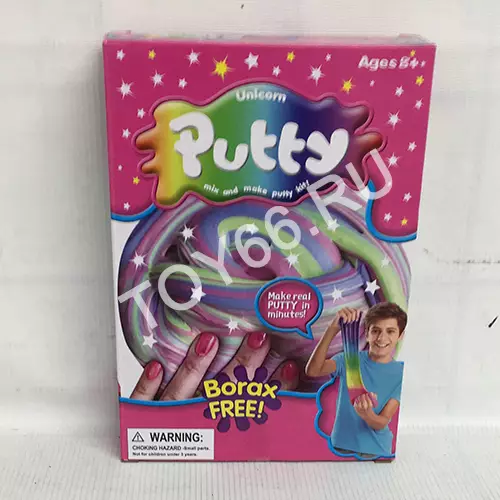 Ages 8+
Unicorn
Putty
mix and make putty kit!
TOY66.RU
Make real
PUTTY in
minutes!
Borax
FREE!
WARNING:
CHOKING HAZARD -Small parts.
Not for children under 3 years.